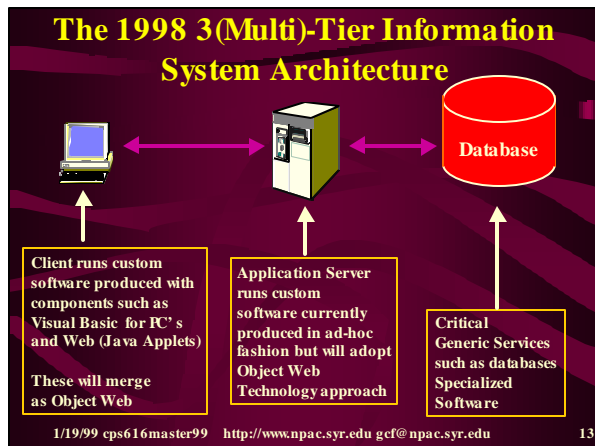 The 1998 3(Multi)-Tier Information
System Architecture
Database
Client runs custom
software produced with
components such as
Visual Basic for PC's
and Web (Java Applets)
These will merge
as Object Web
Application Server
runs custom
software currently
produced in ad-hoc
fashion but will adopt
Object Web
Technology approach
Critical
Generic Services
such as databases
Specialized
Software
1/19/99 cps616master99 http://www.npac.syr.edu gcf@npac.syr.edu 13